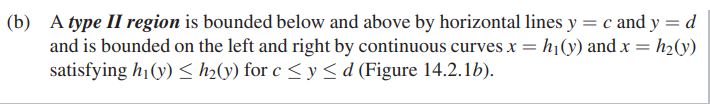 (b) A type II region is bounded below and above by horizontal lines y = c and y = d
and is bounded on the left and right by continuous curves x = h₁(y) and x = h₂(y)
satisfying h₁(y) ≤ h₂(y) for c ≤ y ≤ d (Figure 14.2.1b).